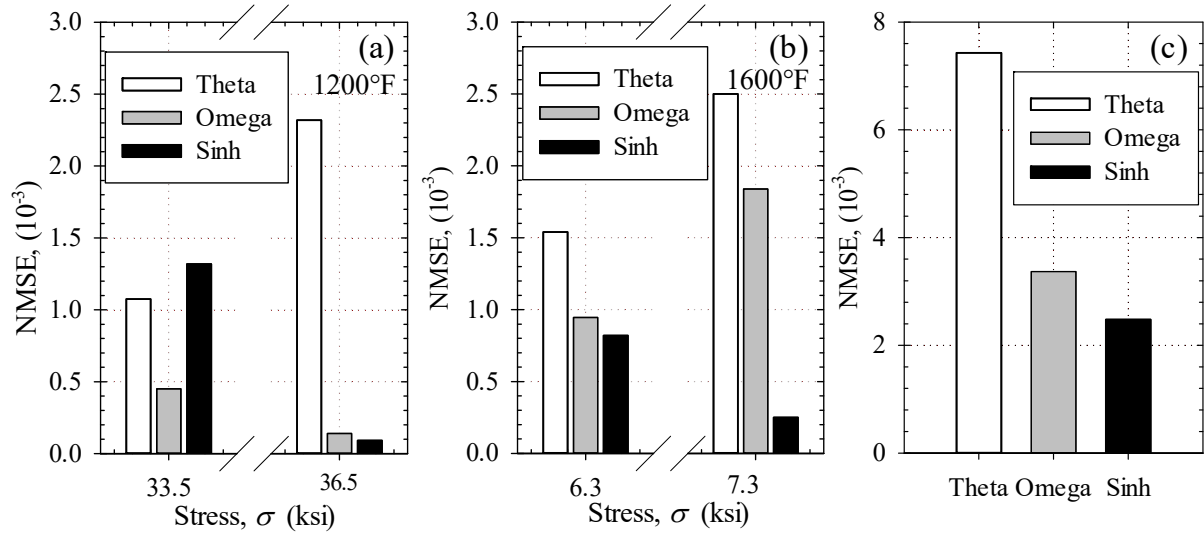 (a)
1200°F
Theta
Omega
Sinh
NMSE, (10⁻³)
3.0
2.5
2.0
1.5
1.0
0.5
0.0
33.5
36.5
Stress, σ (ksi)
(b)
1600°F
Theta
Omega
Sinh
NMSE, (10⁻³)
3.0
2.5
2.0
1.5
1.0
0.5
0.0
6.3
7.3
Stress, σ (ksi)
(c)
Theta
Omega
Sinh
NMSE, (10⁻³)
8
6
4
2
0
Theta Omega Sinh